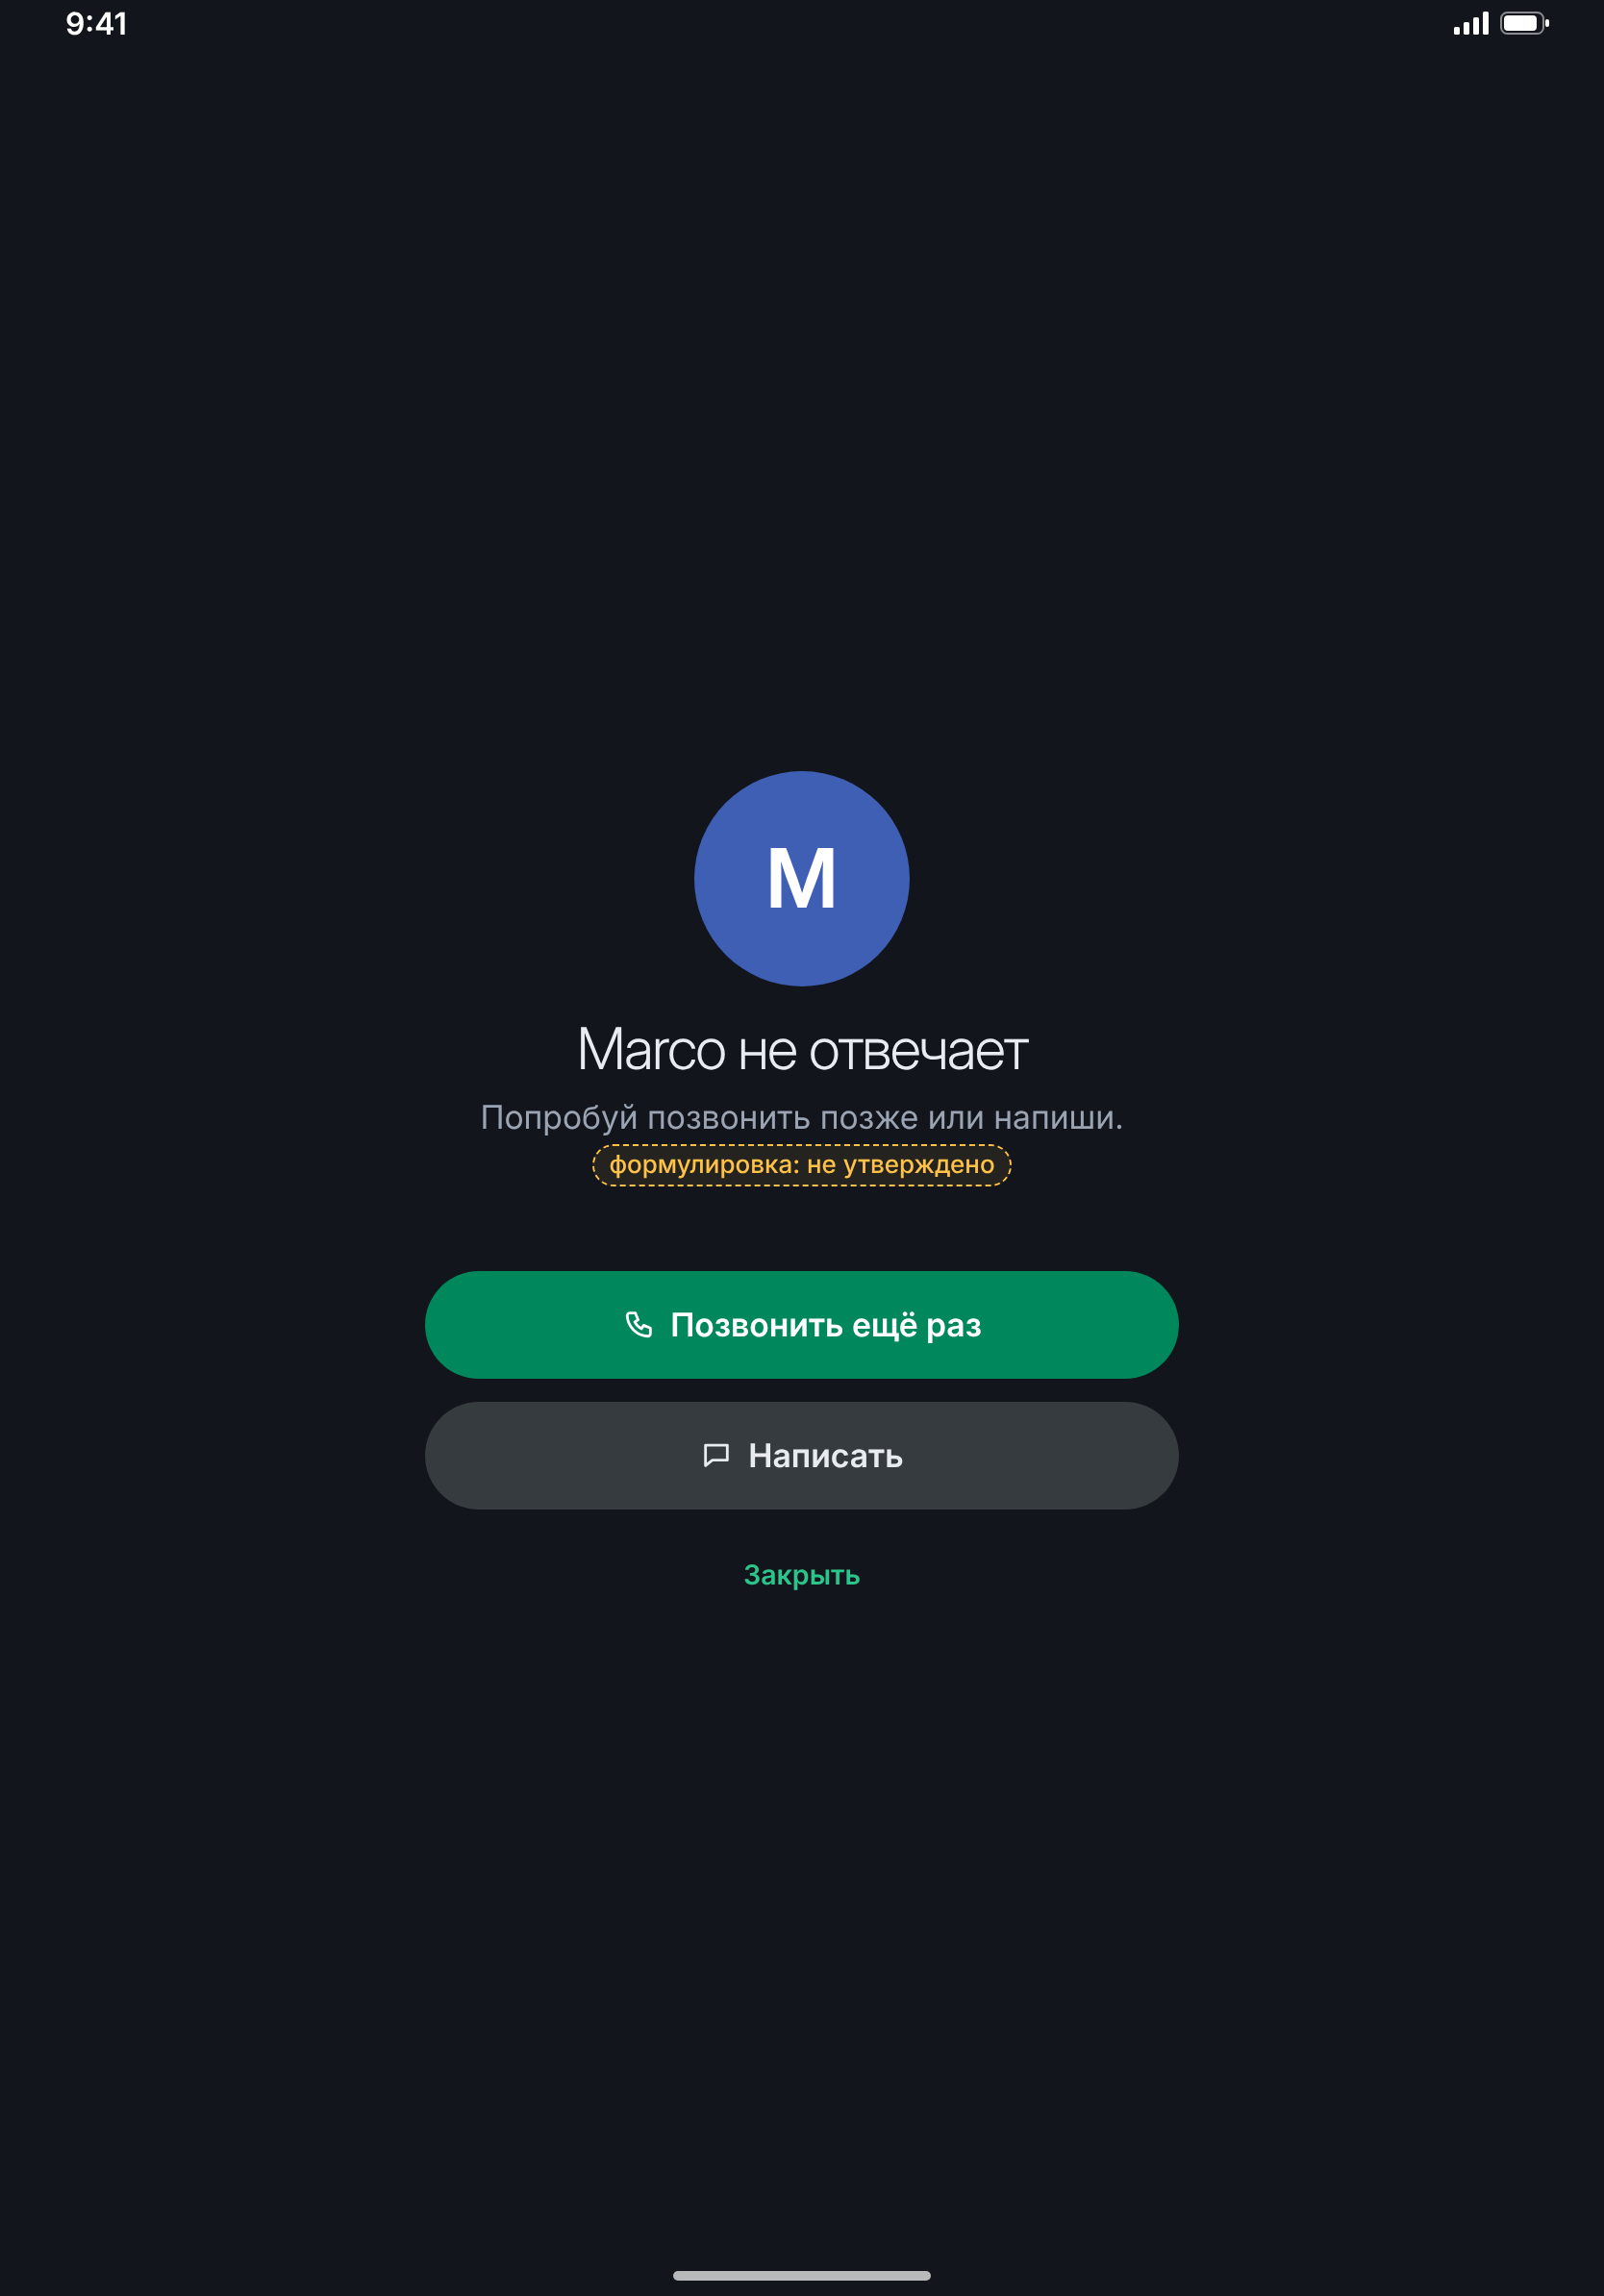 9:41
M
Marco не отвечает
Попробуй позвонить позже или напиши.
формулировка: не утверждено
Позвонить ещё раз
Написать
Закрыть